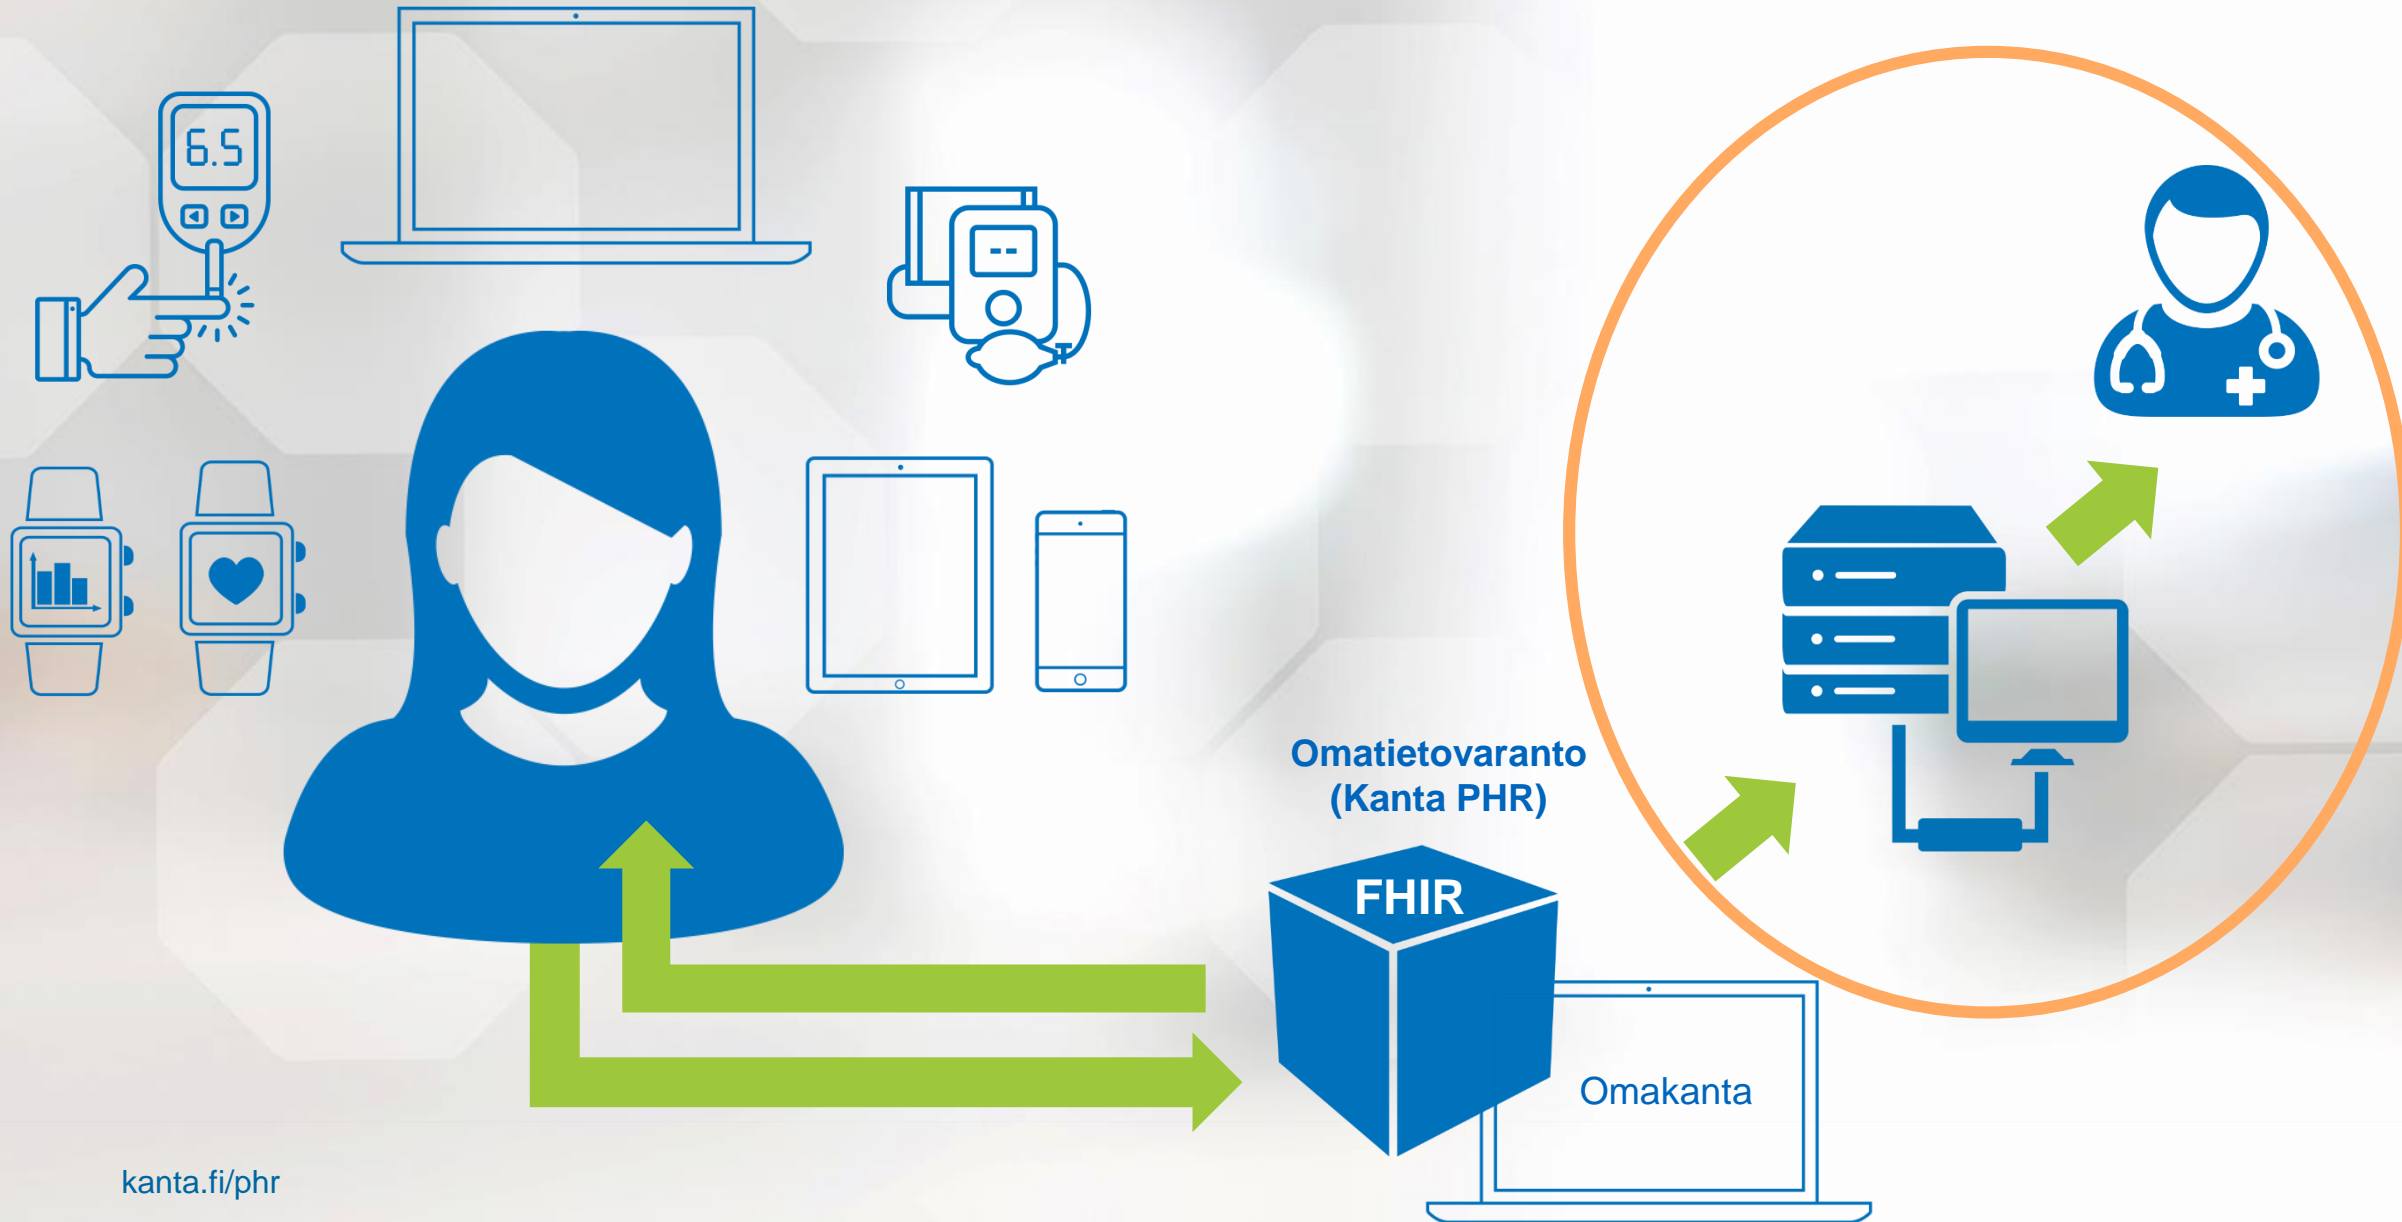 6.5
--
Omatietovaranto
(Kanta PHR)
FHIR
Omakanta
kanta.fi/phr